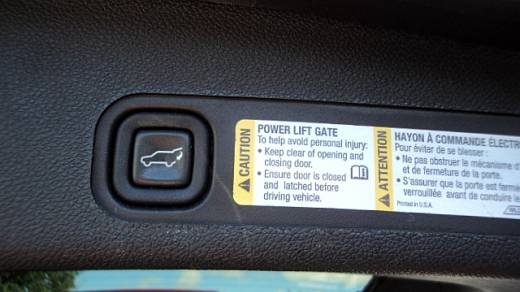 CAUTION
POWER LIFT GATE
To help avoid personal injury:
• Keep clear of opening and
closing door.
• Ensure door is closed
and latched before
driving vehicle.
ATTENTION
HAYON À COMMANDE ÉLECTR
Pour éviter de se blesser :
• Ne pas obstruer le mécanisme d
et de fermeture de la porte.
• S'assurer que la porte est fermé
verrouillée avant de conduire le
Printed in U.S.A.